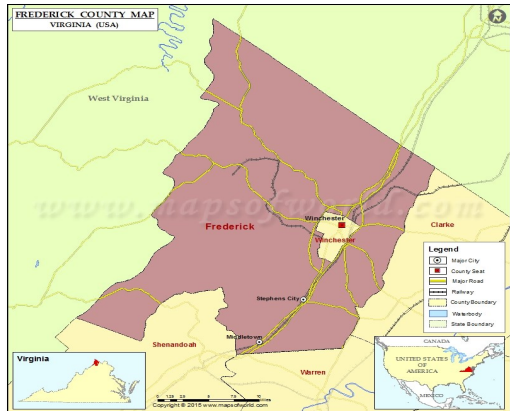 FREDERICK COUNTY MAP
VIRGINIA (USA)
West Virginia
www.mapsofworld.com
Winchester
Frederick
Winchester
Clarke
Legend
Major City
County Seat
Major Road
Railway
County Boundary
Waterbody
State Boundary
Stephens City
Middletown
Shenandoah
Warren
Virginia
CANADA
UNITED STATES
OF
AMERICA
MEXICO
Copyright © 2015 www.mapsofworld.com